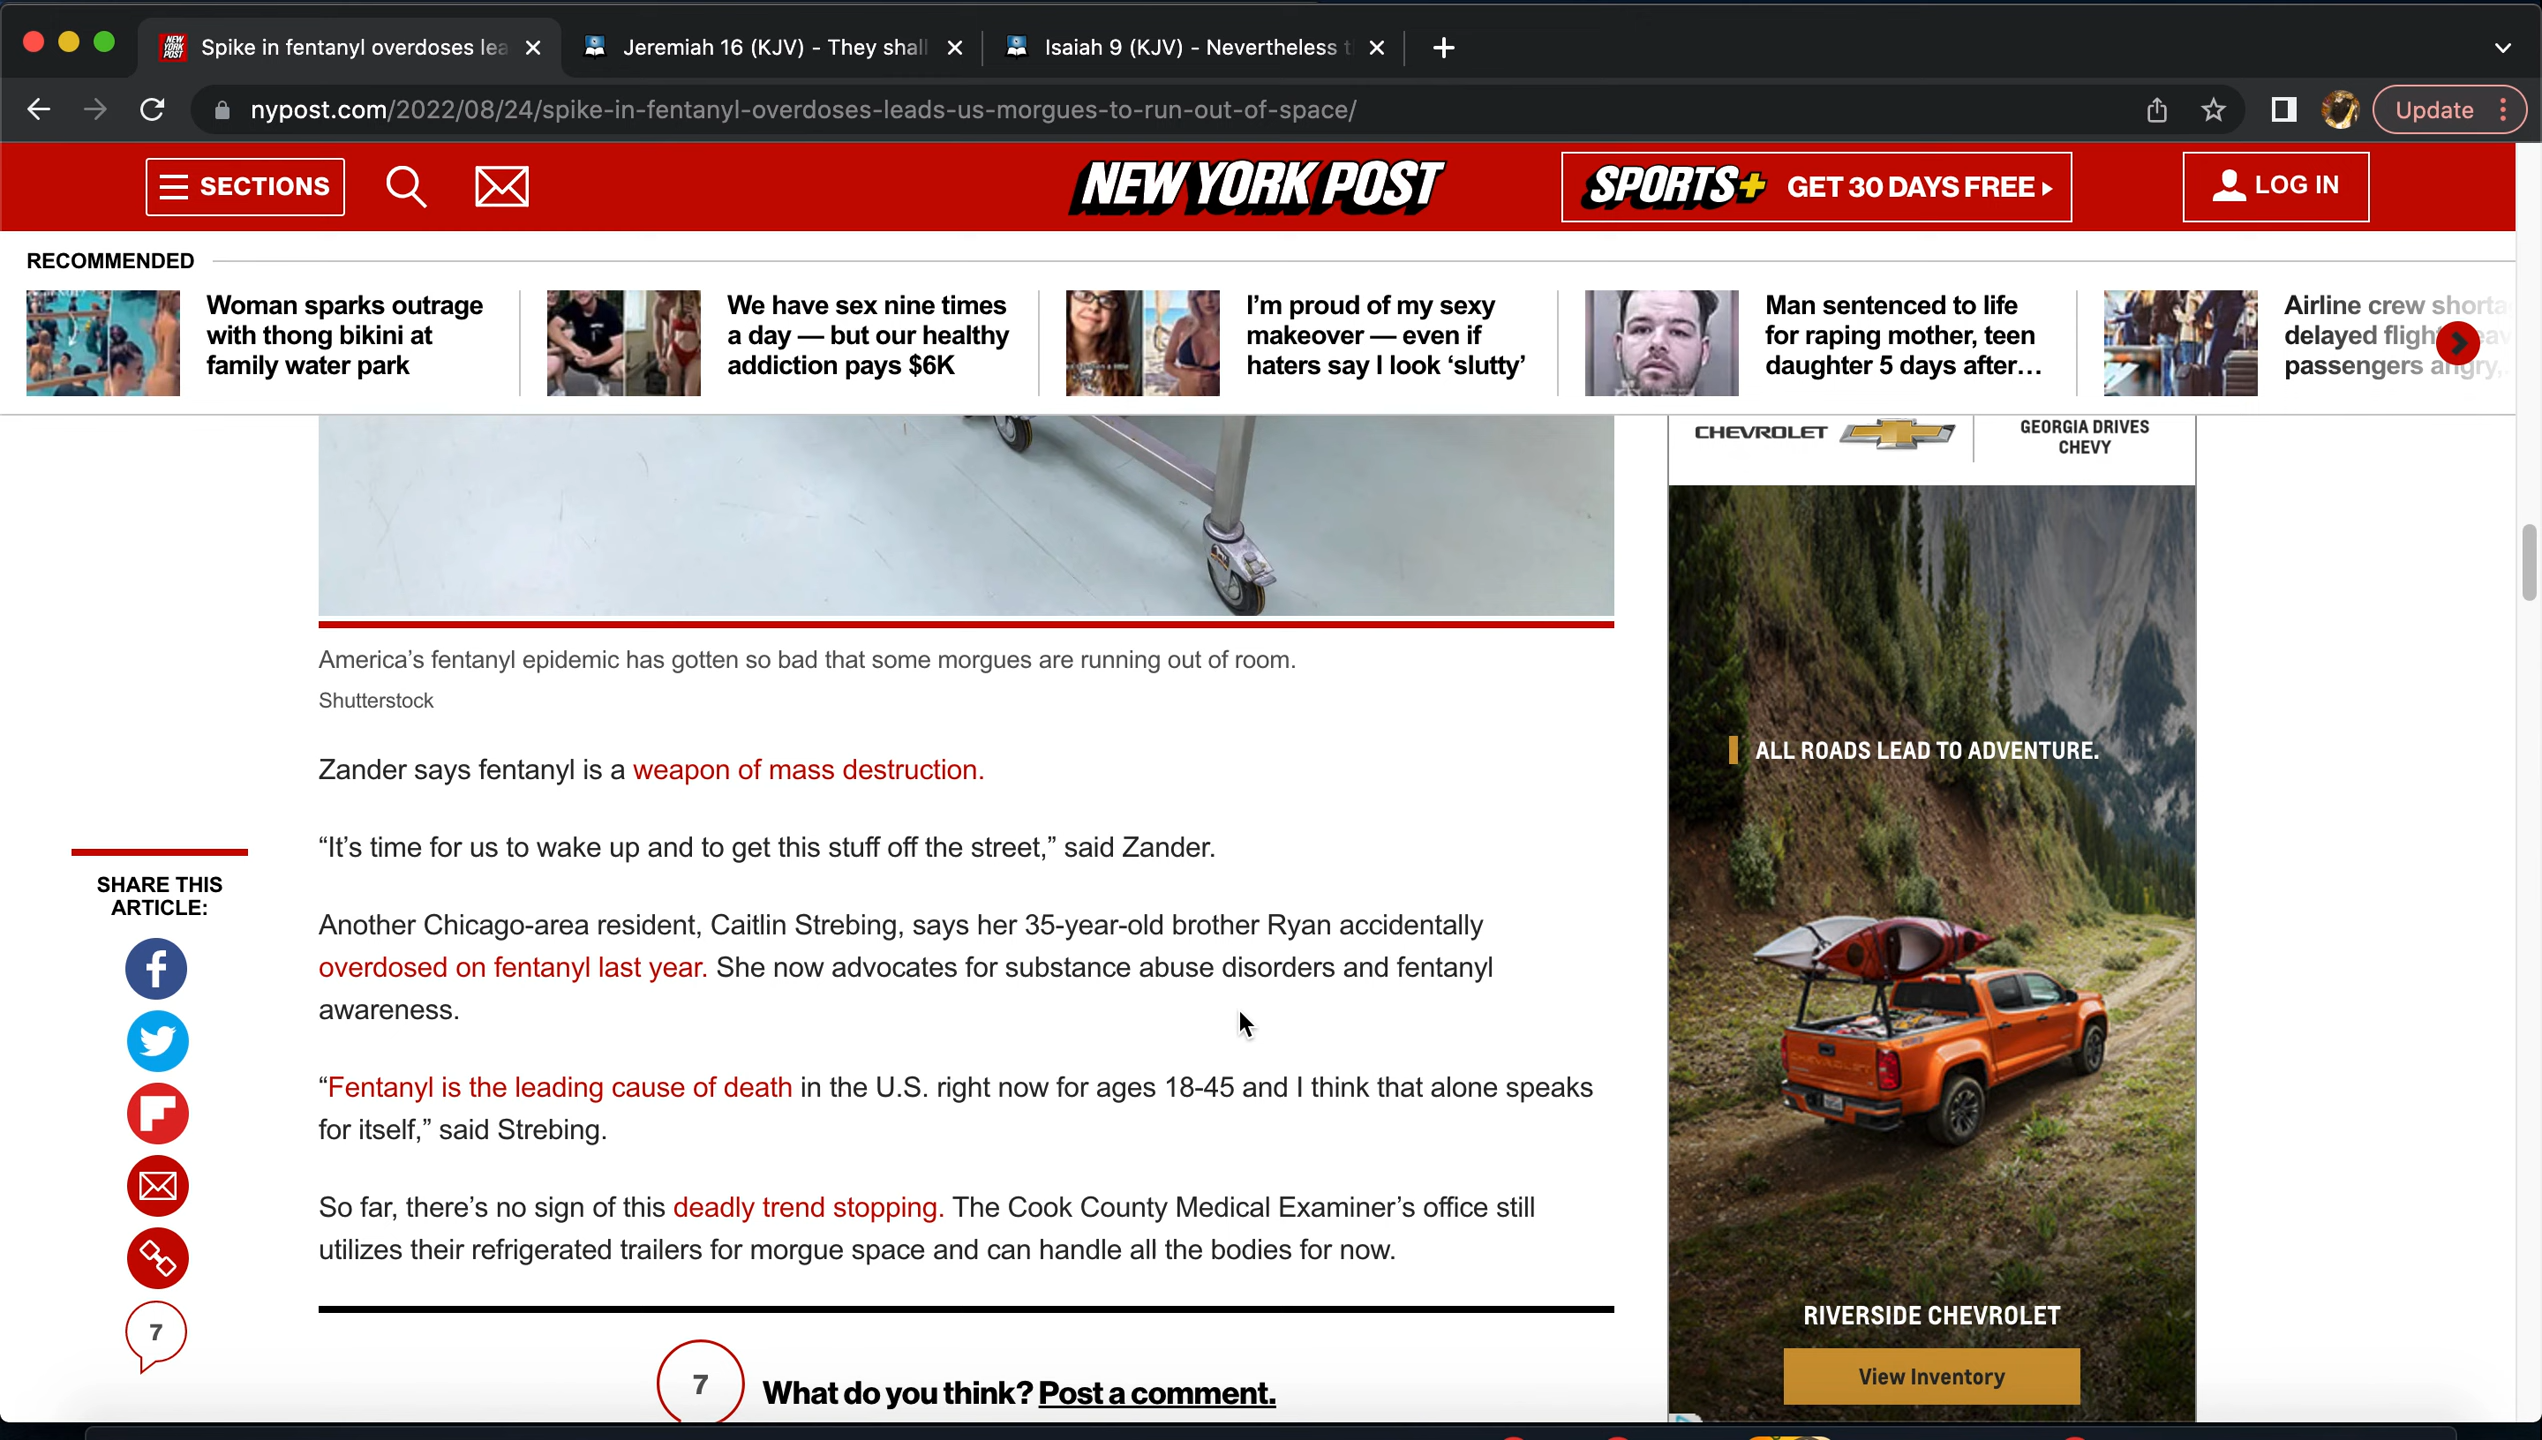 Spike in fentanyl overdoses lea
Jeremiah 16 (KJV) - They shall
Isaiah 9 (KJV) - Nevertheless t
nypost.com/2022/08/24/spike-in-fentanyl-overdoses-leads-us-morgues-to-run-out-of-space/
Update
SECTIONS
NEW YORK POST
SPORTS+ GET 30 DAYS FREE
LOG IN
RECOMMENDED
Woman sparks outrage
with thong bikini at
family water park
We have sex nine times
a day — but our healthy
addiction pays $6K
I'm proud of my sexy
makeover — even if
haters say I look ‘slutty’
Man sentenced to life
for raping mother, teen
daughter 5 days after…
Airline crew shorta
delayed flight
passengers angry,
CHEVROLET
GEORGIA DRIVES
CHEVY
America’s fentanyl epidemic has gotten so bad that some morgues are running out of room.
Shutterstock
Zander says fentanyl is a weapon of mass destruction.
“It’s time for us to wake up and to get this stuff off the street,” said Zander.
Another Chicago-area resident, Caitlin Strebing, says her 35-year-old brother Ryan accidentally
overdosed on fentanyl last year. She now advocates for substance abuse disorders and fentanyl
awareness.
“Fentanyl is the leading cause of death in the U.S. right now for ages 18-45 and I think that alone speaks
for itself,” said Strebing.
So far, there’s no sign of this deadly trend stopping. The Cook County Medical Examiner’s office still
utilizes their refrigerated trailers for morgue space and can handle all the bodies for now.
SHARE THIS
ARTICLE:
7
7
What do you think? Post a comment.
ALL ROADS LEAD TO ADVENTURE.
CHEVROLET
RIVERSIDE CHEVROLET
View Inventory